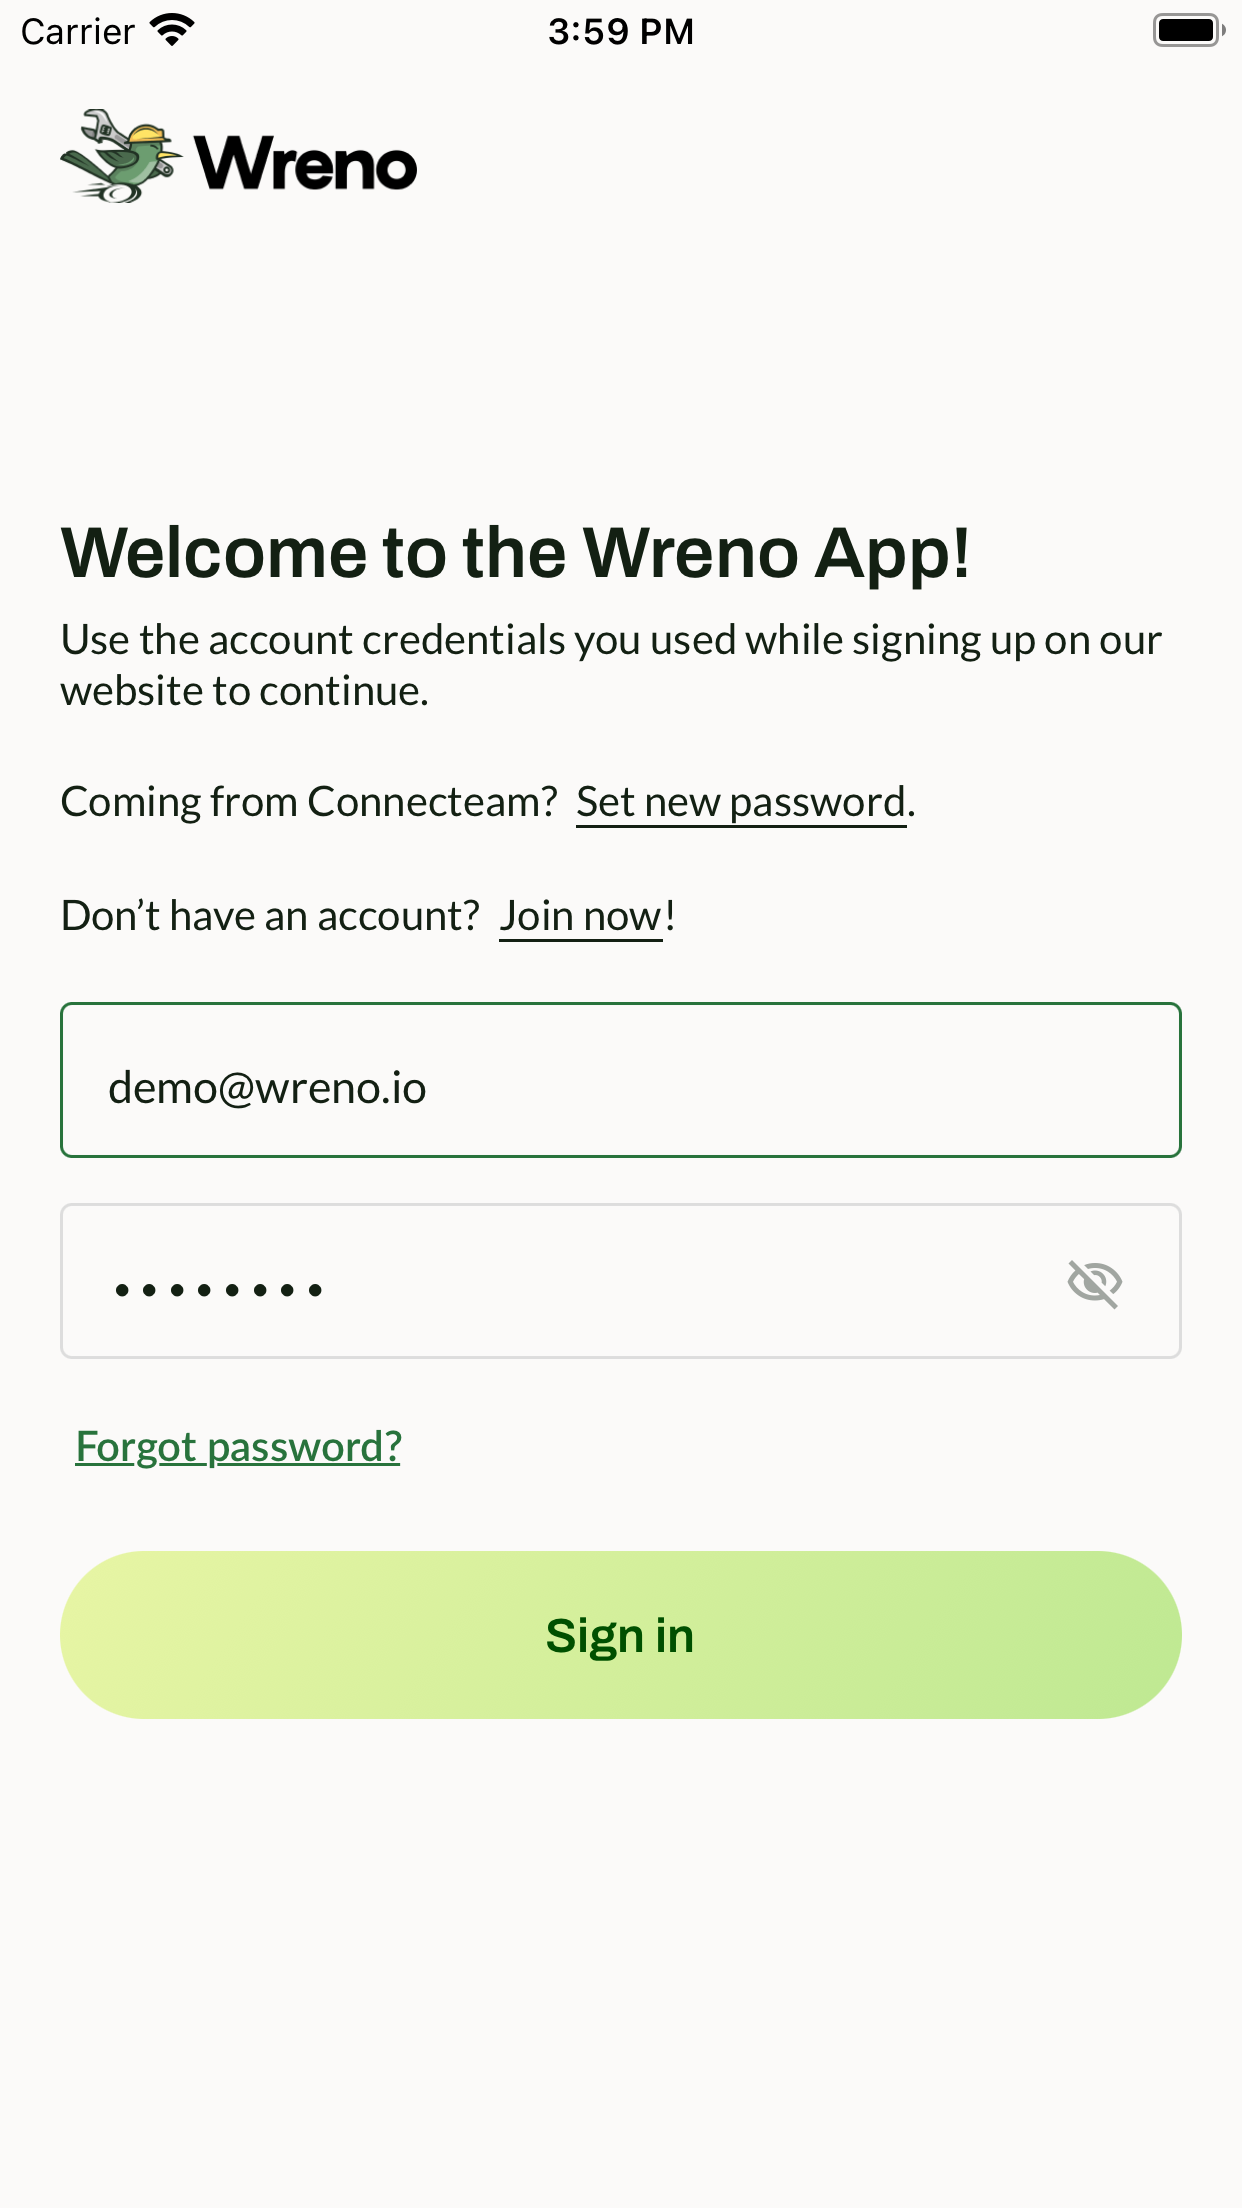 Carrier 3:59 PM
Wreno
Welcome to the Wreno App!
Use the account credentials you used while signing up on our
website to continue.
Coming from Connecteam? Set new password.
Don’t have an account? Join now!
demo@wreno.io
••••••••
Forgot password?
Sign in